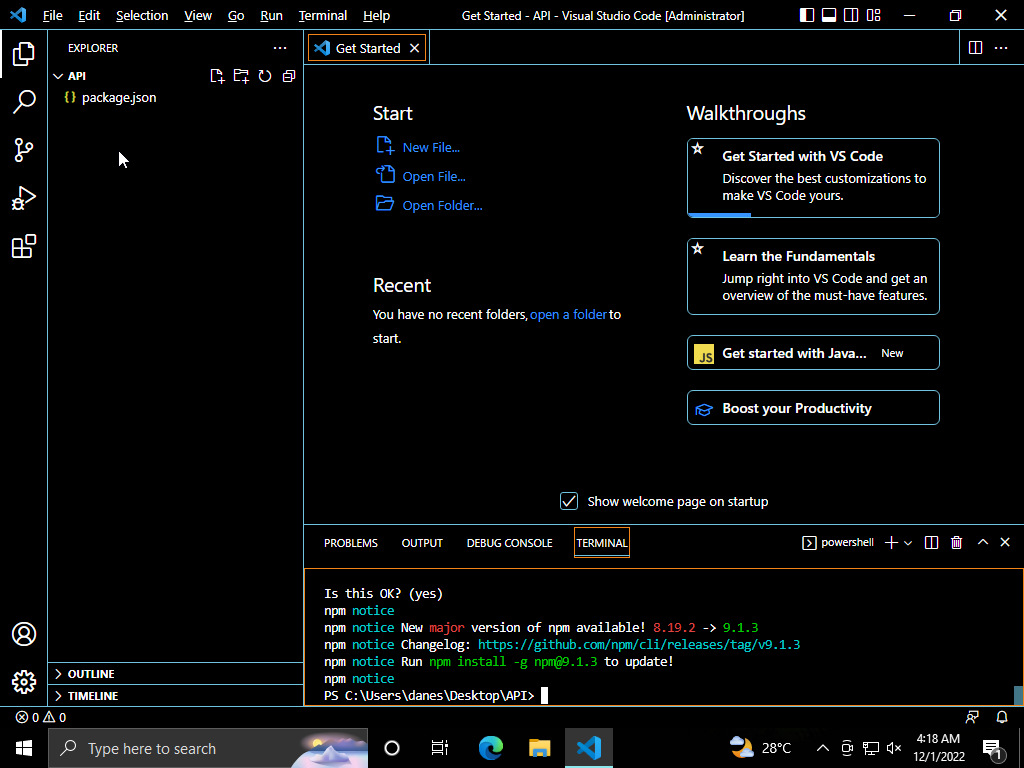 File Edit Selection View Go Run Terminal Help Get Started - API - Visual Studio Code [Administrator]
EXPLORER
API
{} package.json
Get Started
Start
New File...
Open File...
Open Folder...
Recent
You have no recent folders, open a folder to
start.
Walkthroughs
Get Started with VS Code
Discover the best customizations to
make VS Code yours.
Learn the Fundamentals
Jump right into VS Code and get an
overview of the must-have features.
JS Get started with Java... New
Boost your Productivity
Show welcome page on startup
PROBLEMS OUTPUT DEBUG CONSOLE TERMINAL powershell
Is this OK? (yes)
npm notice
npm notice New major version of npm available! 8.19.2 -> 9.1.3
npm notice Changelog: https://github.com/npm/cli/releases/tag/v9.1.3
npm notice Run npm install -g npm@9.1.3 to update!
npm notice
PS C:\Users\danes\Desktop\API>
OUTLINE
TIMELINE
0 0
Type here to search
28°C
4:18 AM
12/1/2022
1